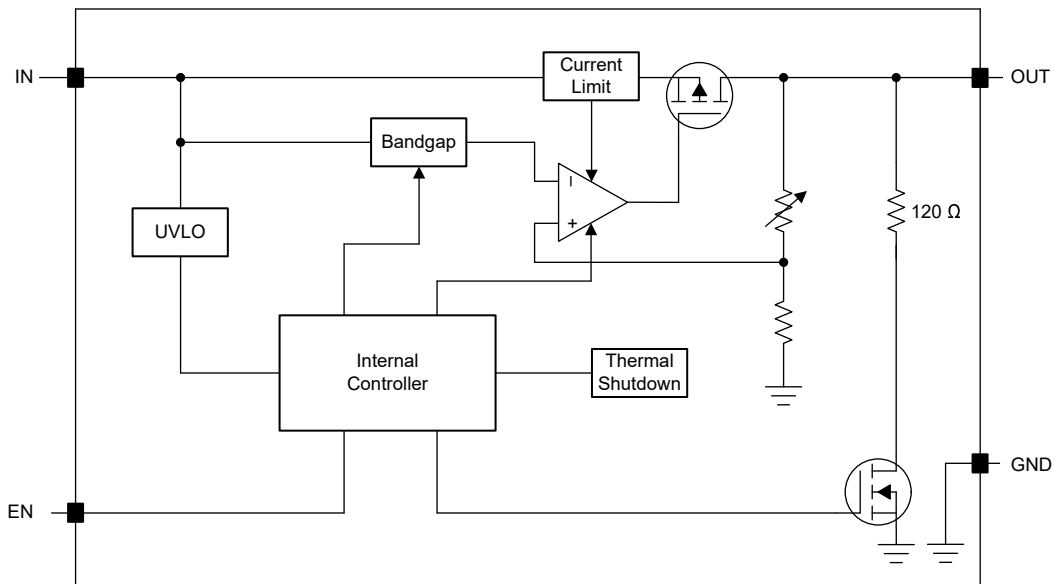 IN
Current
Limit
OUT
Bandgap
–
+
UVLO
120 Ω
Internal
Controller
Thermal
Shutdown
GND
EN